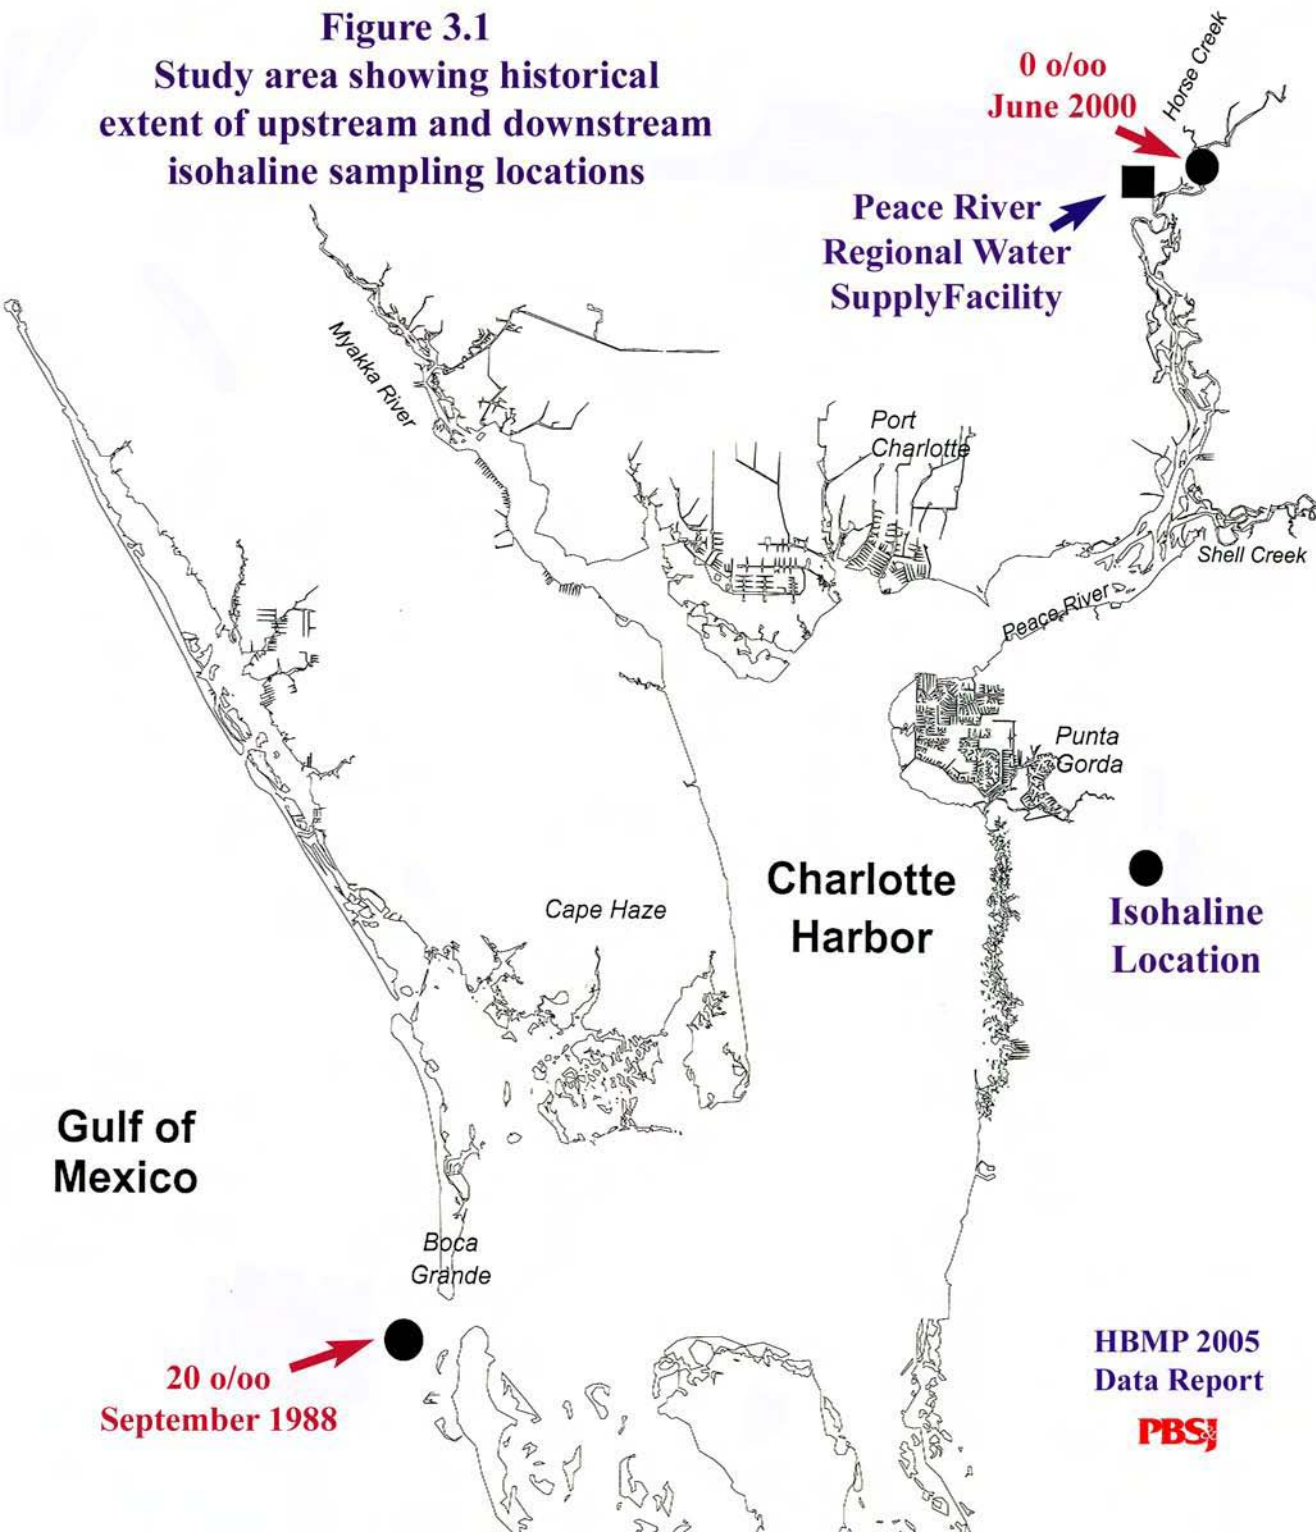 Figure 3.1
Study area showing historical
extent of upstream and downstream
isohaline sampling locations
0 o/oo
June 2000
Horse Creek
Peace River
Regional Water
SupplyFacility
Myakka River
Port
Charlotte
Shell Creek
Peace River
Punta
Gorda
Charlotte
Harbor
Isohaline
Location
Cape Haze
Gulf of
Mexico
Boca
Grande
20 o/oo
September 1988
HBMP 2005
Data Report
PBS&J